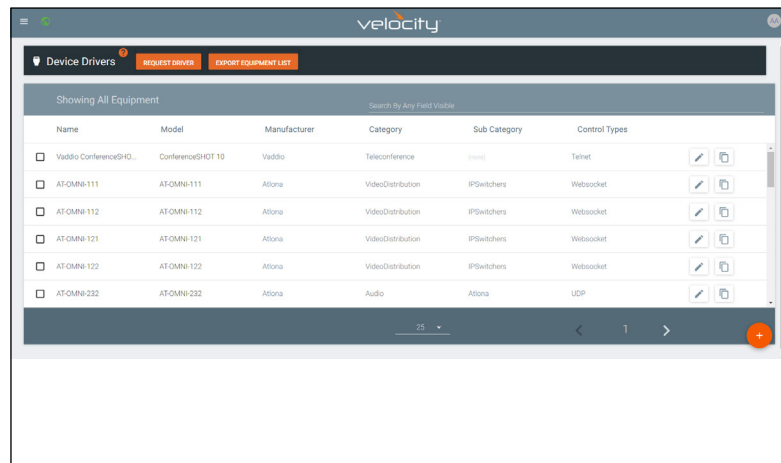 velocity
AA
Device Drivers ? REQUEST DRIVER EXPORT EQUIPMENT LIST
Showing All Equipment Search By Any Field Visible
Name Model Manufacturer Category Sub Category Control Types
Vaddio ConferenceSHO... ConferenceSHOT 10 Vaddio Teleconference (none) Telnet
AT-OMNI-111 AT-OMNI-111 Atlona VideoDistribution IPSwitchers Websocket
AT-OMNI-112 AT-OMNI-112 Atlona VideoDistribution IPSwitchers Websocket
AT-OMNI-121 AT-OMNI-121 Atlona VideoDistribution IPSwitchers Websocket
AT-OMNI-122 AT-OMNI-122 Atlona VideoDistribution IPSwitchers Websocket
AT-OMNI-232 AT-OMNI-232 Atlona Audio Atlona UDP
25 1
+